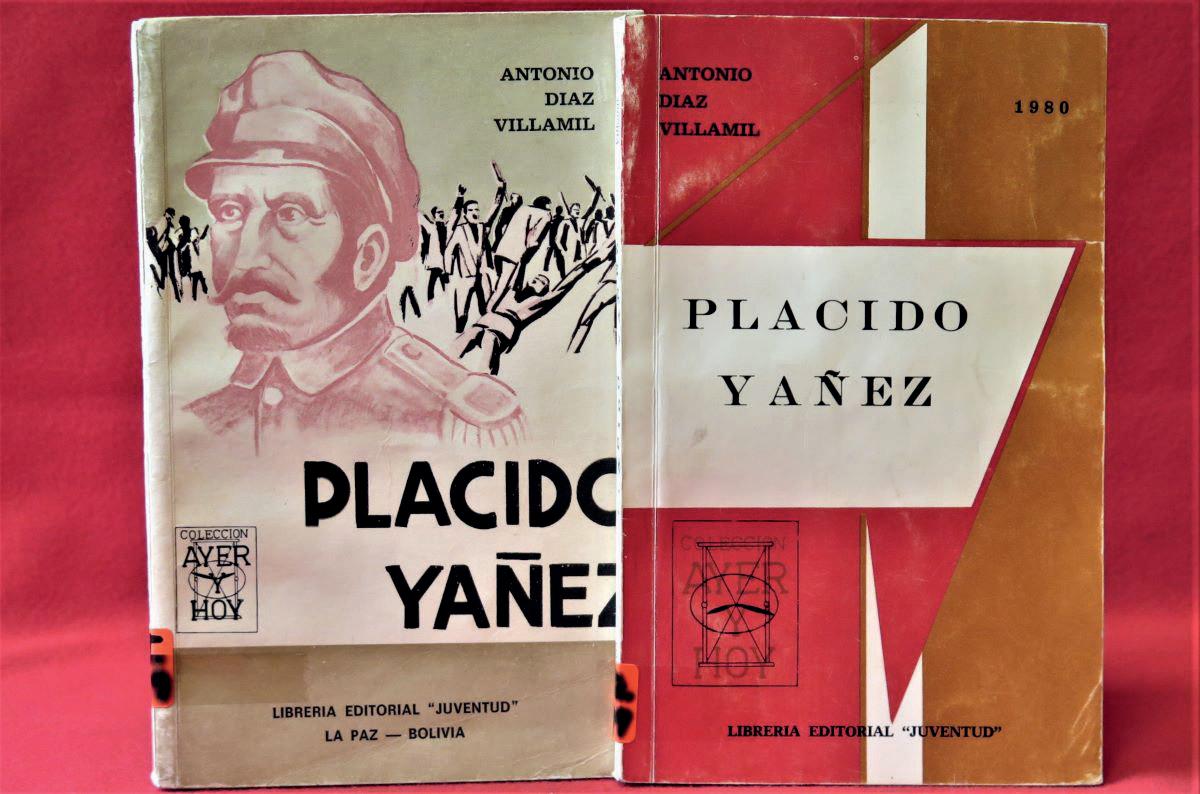 ANTONIO
DIAZ
VILLAMIL
PLACIDO
YAÑEZ
COLECCION
AYER
Y
HOY
LIBRERIA EDITORIAL "JUVENTUD"
LA PAZ — BOLIVIA
ANTONIO
DIAZ
VILLAMIL
1980
PLACIDO
YAÑEZ
COLECCION
AYER
Y
HOY
LIBRERIA EDITORIAL "JUVENTUD"